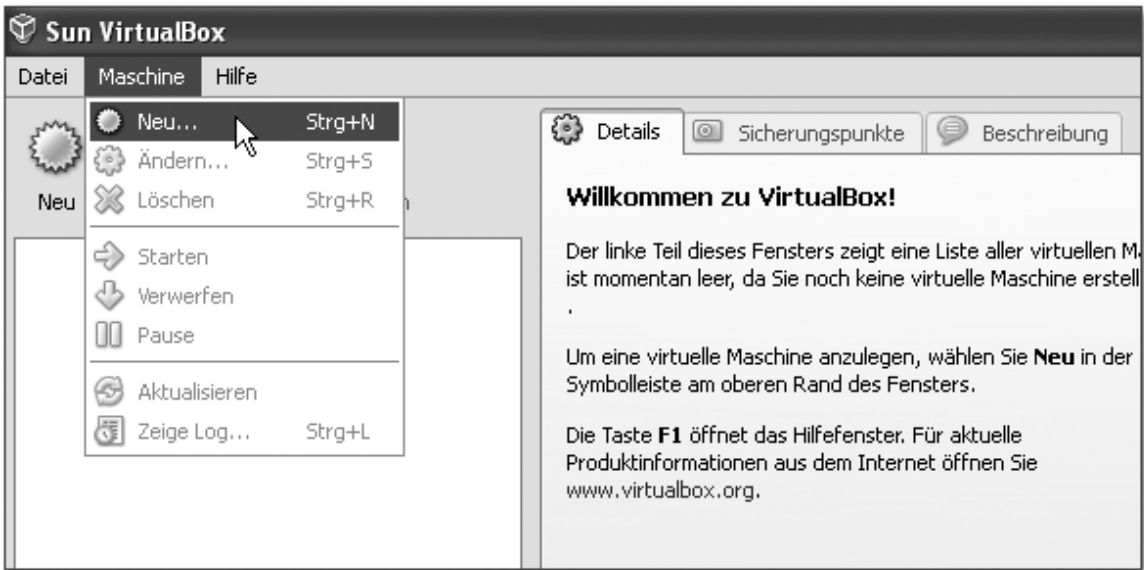 Sun VirtualBox
Datei Maschine Hilfe
Neu
Neu... Strg+N
Ändern... Strg+S
Löschen Strg+R
Starten
Verwerfen
Pause
Aktualisieren
Zeige Log... Strg+L
Details Sicherungspunkte Beschreibung
Willkommen zu VirtualBox!
Der linke Teil dieses Fensters zeigt eine Liste aller virtuellen
ist momentan leer, da Sie noch keine virtuelle Maschine erstell
.
Um eine virtuelle Maschine anzulegen, wählen Sie Neu in der
Symbolleiste am oberen Rand des Fensters.
Die Taste F1 öffnet das Hilfefenster. Für aktuelle
Produktinformationen aus dem Internet öffnen Sie
www.virtualbox.org.